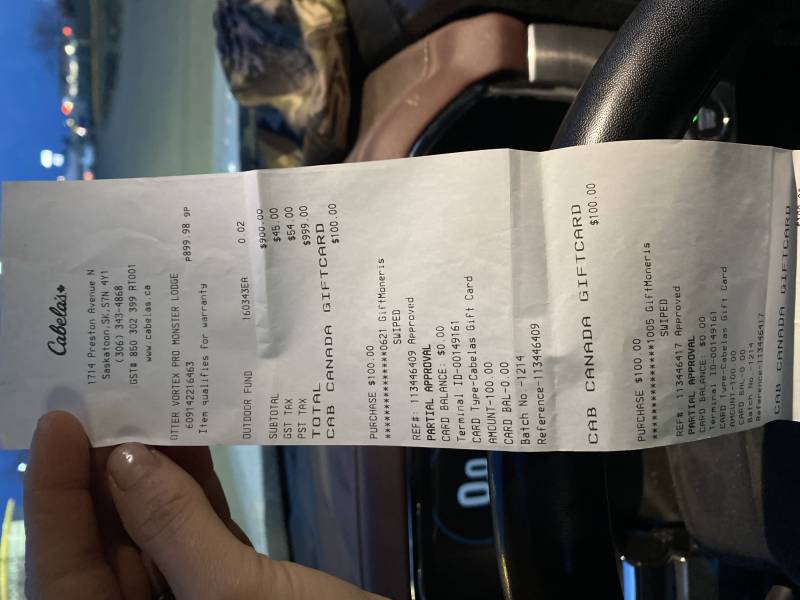 Cabela's
1714 Preston Avenue N
Saskatoon,SK,S7N 4Y1
(306) 343-4868
GST# 850 302 399 RT001
www.cabelas.ca
OTTER VORTEX PRO MONSTER LODGE
609142216463 P899.98 GP
Item qualifies for warranty
OUTDOOR FUND 160343EA 0.02
SUBTOTAL $900.00
GST TAX $45.00
PST TAX $54.00
TOTAL $999.00
CAB CANADA GIFTCARD $100.00
PURCHASE $100.00
***************0621 GiftMoneris
SWIPED
REF#: 113446409 Approved
PARTIAL APPROVAL
CARD BALANCE: $0.00
Terminal ID-00149161
CARD Type-Cabelas Gift Card
AMOUNT-100.00
CARD BAL-0.00
Batch No.-1214
Reference-113446409
CAB CANADA GIFTCARD $100.00
PURCHASE $100.00
***************1005 GiftMoneris
SWIPED
REF#: 113446417 Approved
PARTIAL APPROVAL
CARD BALANCE: $0.00
Terminal ID-00149161
CARD Type-Cabelas Gift Card
AMOUNT-100.00
CARD BAL-0.00
Batch No.-1214
Reference-113446417
CAB CANADA GIFTCARD